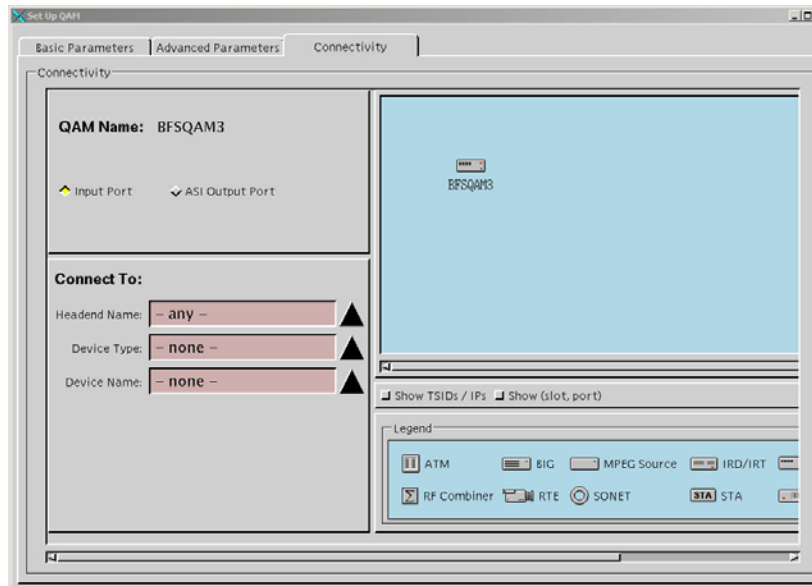 Set Up QAM
Basic Parameters
Advanced Parameters
Connectivity
Connectivity
QAM Name: BFSQAM3
Input Port
ASI Output Port
BFSQAM3
Connect To:
Headend Name: – any –
Device Type: – none –
Device Name: – none –
Show TSIDs / IPs
Show (slot, port)
Legend
ATM
BIG
MPEG Source
IRD/IRT
RF Combiner
RTE
SONET
STA STA